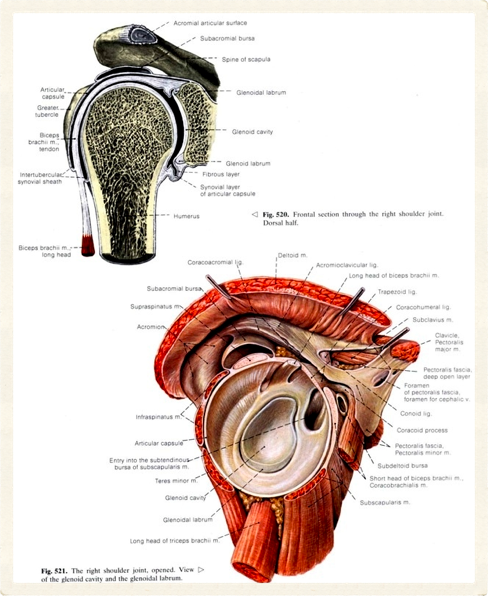 Acromial articular surface
Subacromial bursa
Spine of scapula
Articular
capsule
Glenoidal labrum
Greater
tubercle
Glenoid cavity
Biceps
brachii m.,
tendon
Glenoid labrum
Fibrous layer
Intertubercular
synovial sheath
Synovial layer
of articular capsule
Humerus
◁ Fig. 520. Frontal section through the right shoulder joint.
Dorsal half.
Biceps brachii m.,
long head
Deltoid m.
Coracoacromial lig.
Acromioclavicular lig.
Long head of biceps brachii m.
Subacromial bursa
Trapezoid lig.
Supraspinatus m.
Coracohumeral lig.
Subclavius m.
Acromion
Clavicle,
Pectoralis
major m.
Pectoralis fascia,
deep open layer
Foramen
of pectoralis fascia,
foramen for cephalic v.
Infraspinatus m.
Conoid lig.
Coracoid process
Articular capsule
Pectoralis fascia,
Pectoralis minor m.
Entry into the subtendinous
bursa of subscapularis m.
Subdeltoid bursa
Teres minor m.
Short head of biceps brachii m.,
Coracobrachialis m.
Glenoid cavity
Subscapularis m.
Glenoidal labrum
Long head of triceps brachii m.
Fig. 521. The right shoulder joint, opened. View ▷
of the glenoid cavity and the glenoidal labrum.